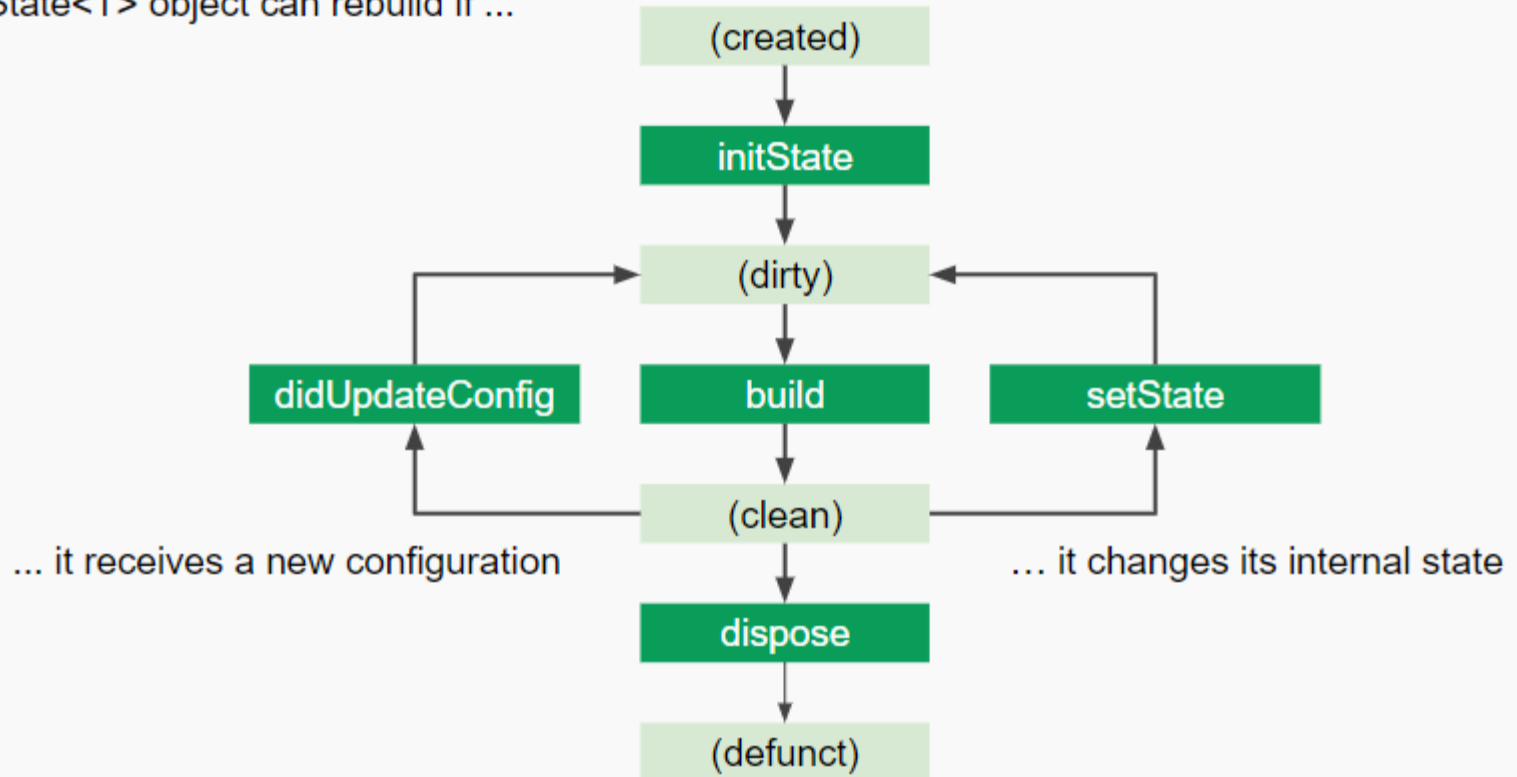 State<T> object can rebuild if ...
(created)
initState
(dirty)
didUpdateConfig
build
setState
(clean)
... it receives a new configuration
... it changes its internal state
dispose
(defunct)